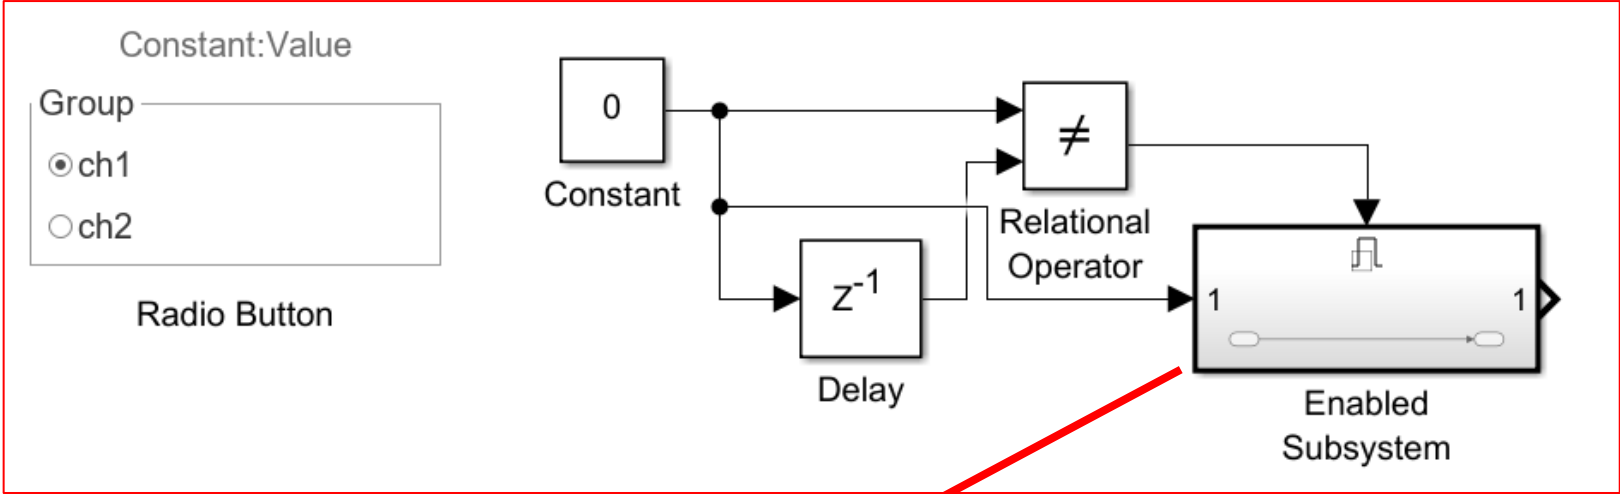 Constant:Value
Group
ch1
ch2
Radio Button
0
Constant
≠
Relational
Operator
z-1
Delay
1
1
Enabled
Subsystem